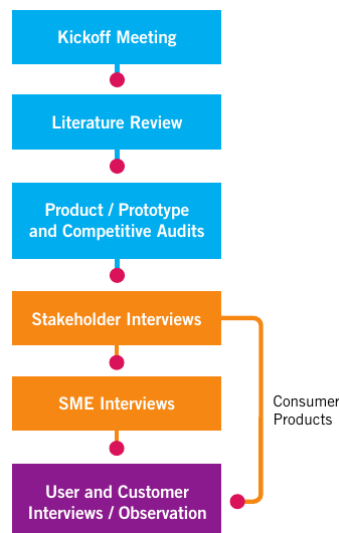 Kickoff Meeting
Literature Review
Product / Prototype
and Competitive Audits
Stakeholder Interviews
SME Interviews
Consumer
Products
User and Customer
Interviews / Observation